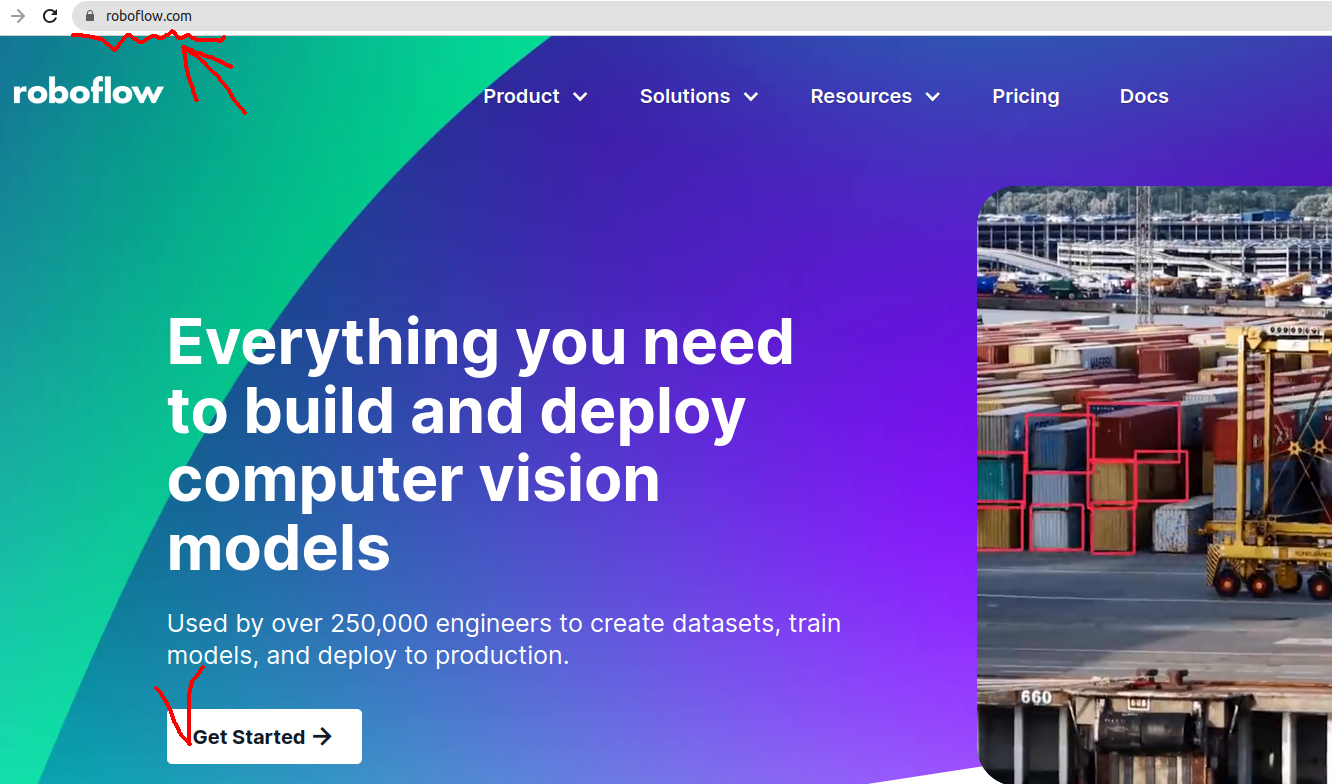 roboflow.com
roboflow
Product
Solutions
Resources
Pricing
Docs
Everything you need
to build and deploy
computer vision
models
Used by over 250,000 engineers to create datasets, train
models, and deploy to production.
Get Started
MAERSK
660